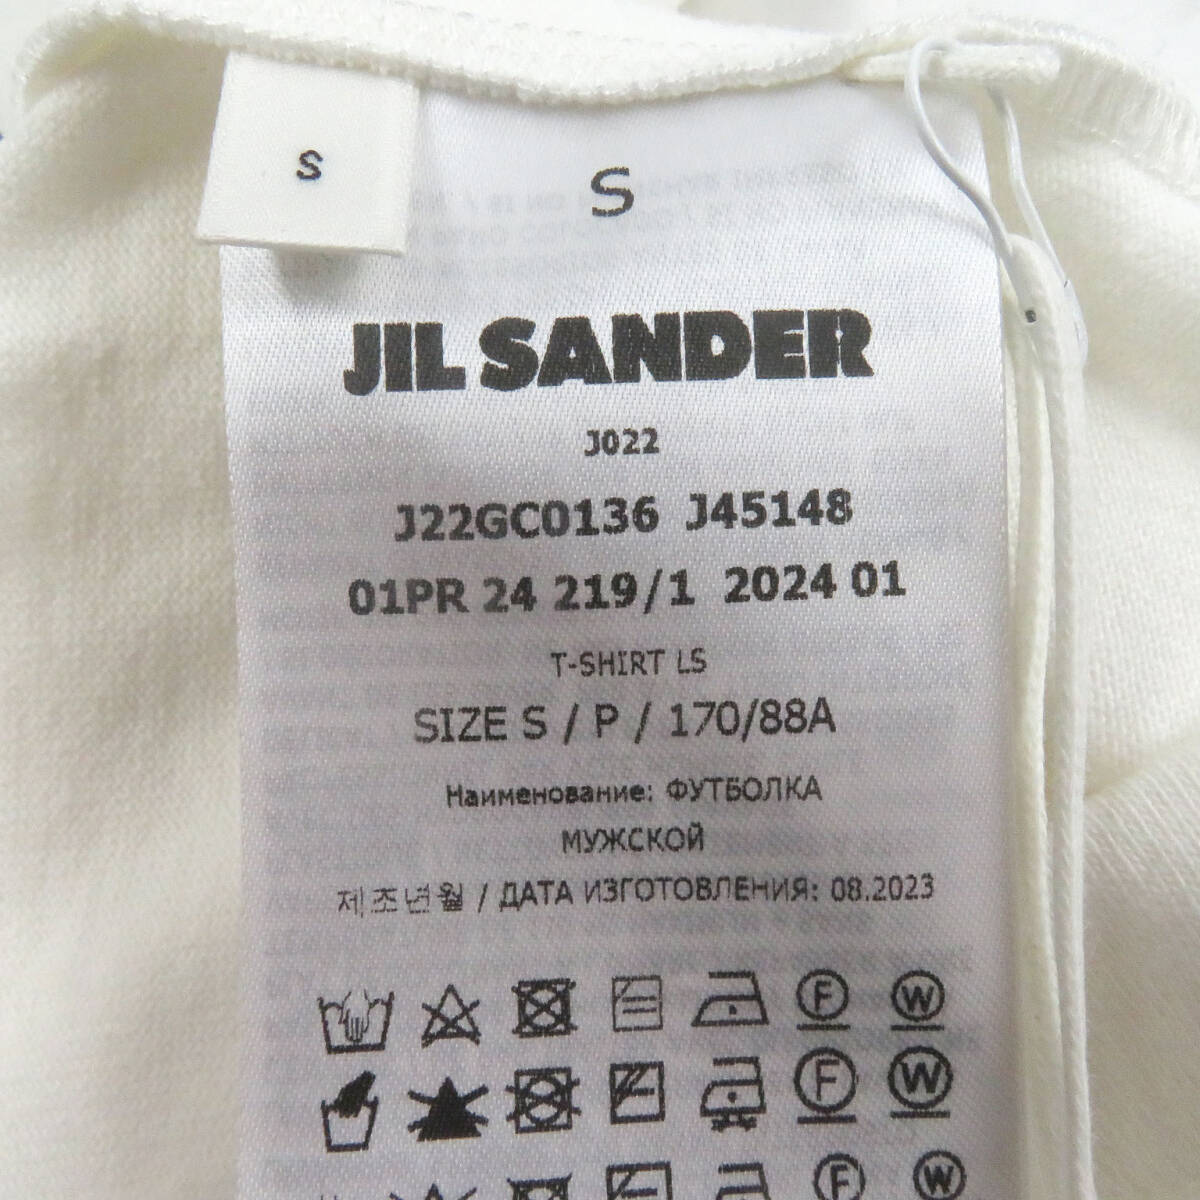 S
S
JIL SANDER
J022
J22GC0136 J45148
01PR 24 219/1 2024 01
T-SHIRT LS
SIZE S / P / 170/88A
Наименование: ФУТБОЛКА
МУЖСКОЙ
제조년월 / ДАТА ИЗГОТОВЛЕНИЯ: 08.2023
F W
F W
F W